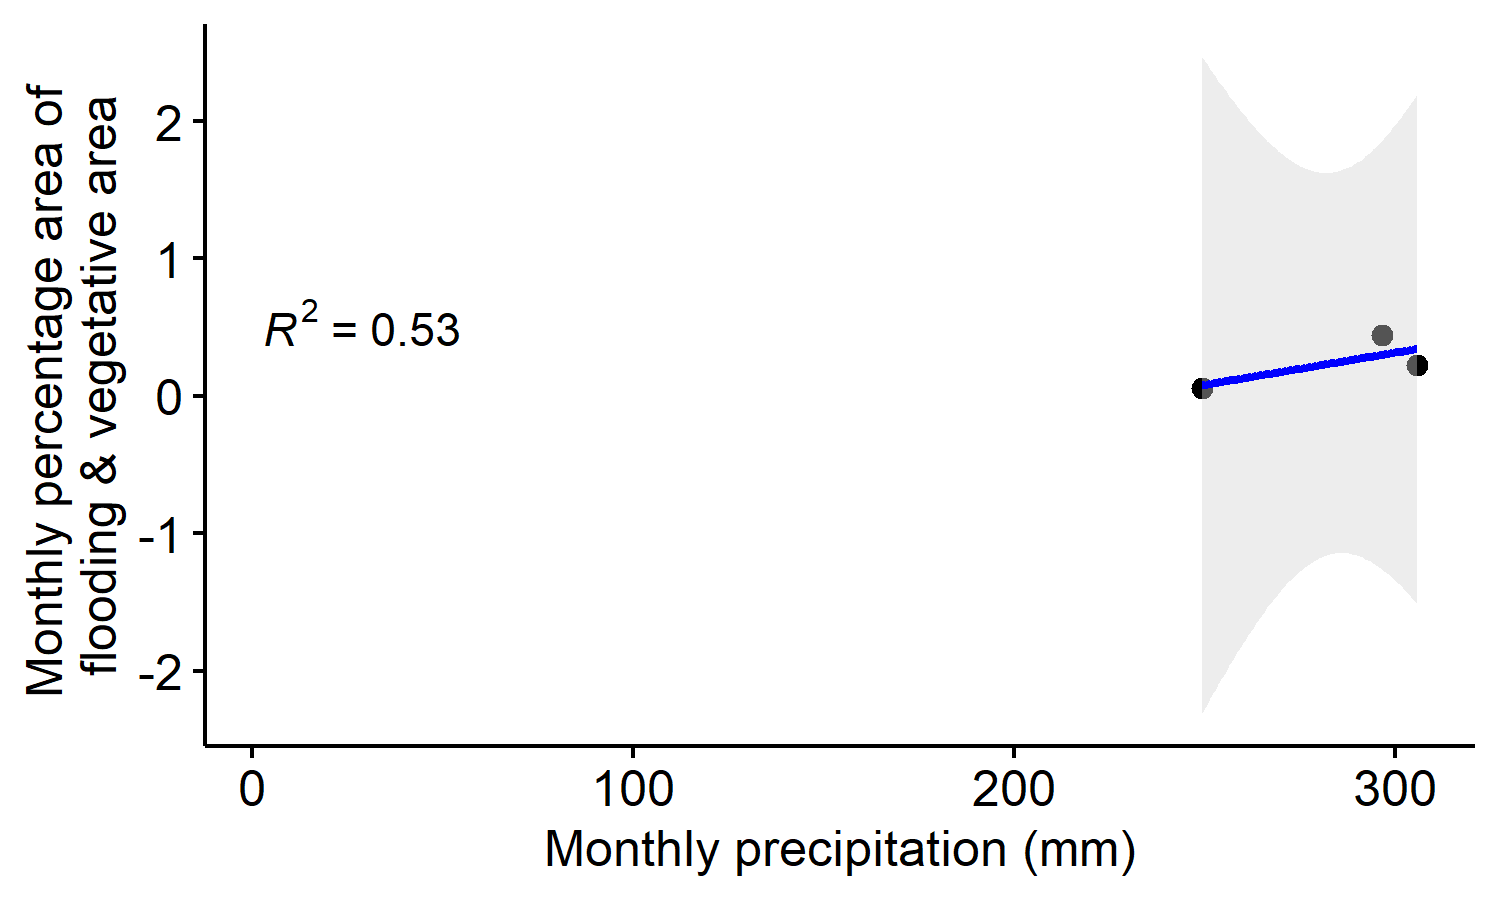 Monthly percentage area of
flooding & vegetative area
2
1
0
-1
-2
R² = 0.53
0 100 200 300
Monthly precipitation (mm)